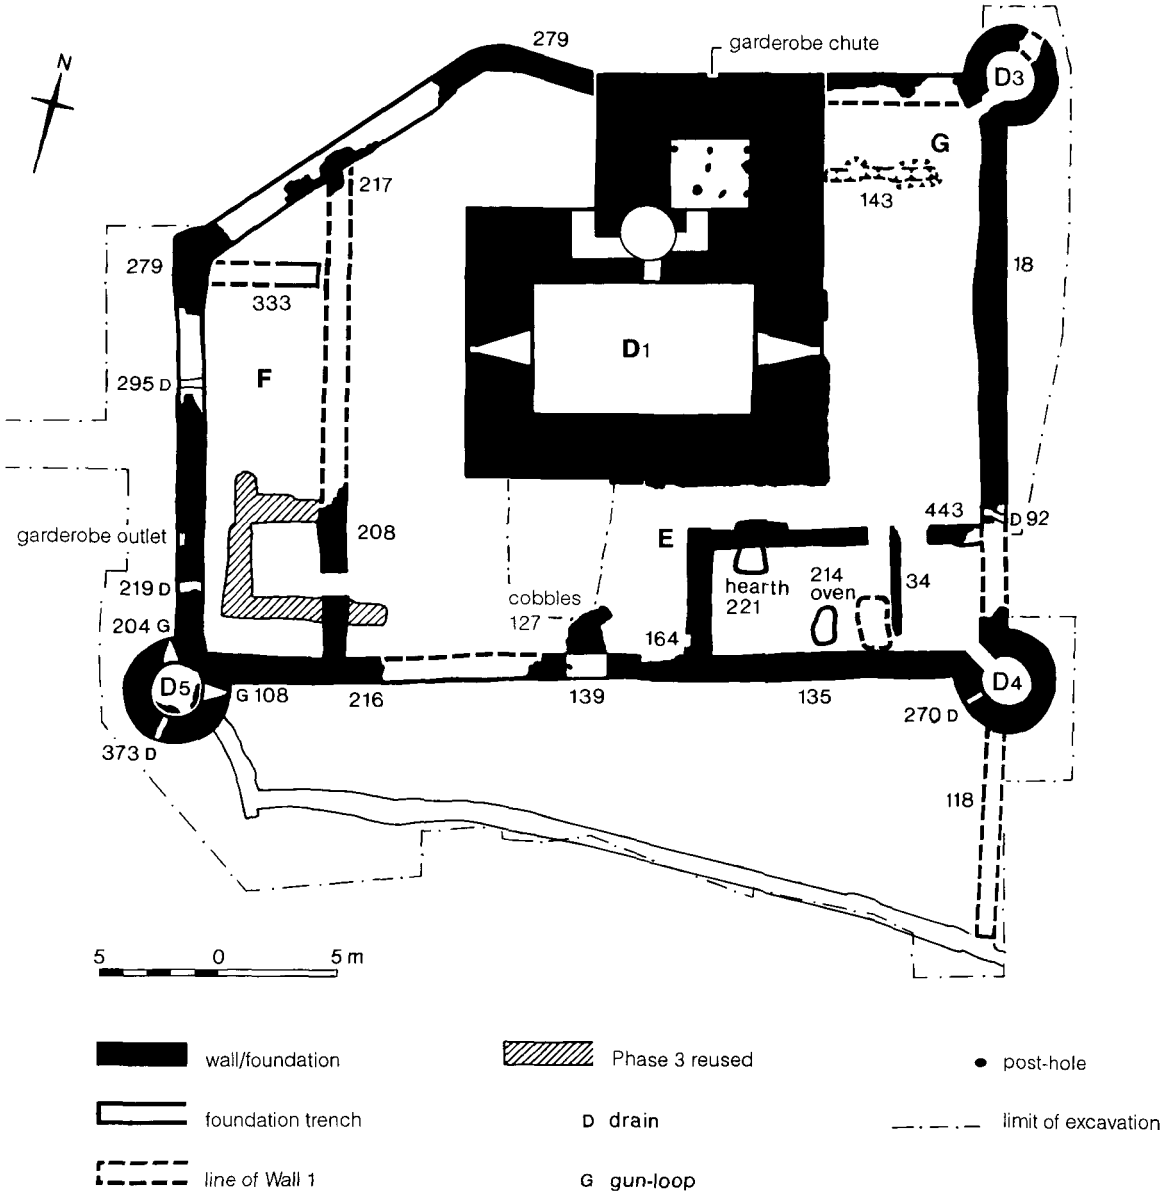 279
garderobe chute
N
D3
G
217
143
279
333
18
D1
295 D
F
443
D 92
garderobe outlet
208
E
hearth
221
214
oven
34
219 D
cobbles
127
204 G
164
D5
G 108
216
139
135
D4
270 D
373 D
118
5 0 5 m
wall/foundation
Phase 3 reused
post-hole
foundation trench
D drain
limit of excavation
line of Wall 1
G gun-loop